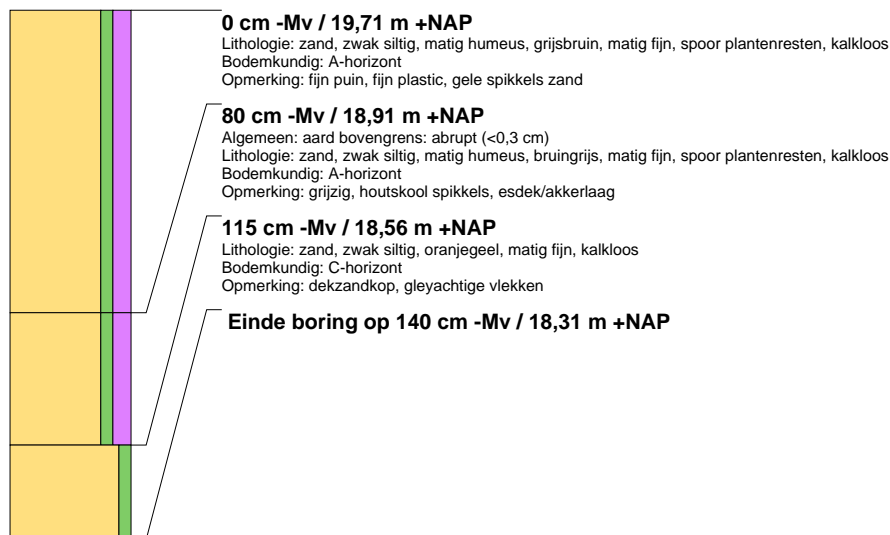 0 cm -Mv / 19,71 m +NAP
Lithologie: zand, zwak siltig, matig humeus, grijsbruin, matig fijn, spoor plantenresten, kalkloos
Bodemkundig: A-horizont
Opmerking: fijn puin, fijn plastic, gele spikkels zand
80 cm -Mv / 18,91 m +NAP
Algemeen: aard bovengrens: abrupt (<0,3 cm)
Lithologie: zand, zwak siltig, matig humeus, bruingrijs, matig fijn, spoor plantenresten, kalkloos
Bodemkundig: A-horizont
Opmerking: grijzig, houtskool spikkels, esdek/akkerlaag
115 cm -Mv / 18,56 m +NAP
Lithologie: zand, zwak siltig, oranjegeel, matig fijn, kalkloos
Bodemkundig: C-horizont
Opmerking: dekzandkop, gleyachtige vlekken
Einde boring op 140 cm -Mv / 18,31 m +NAP